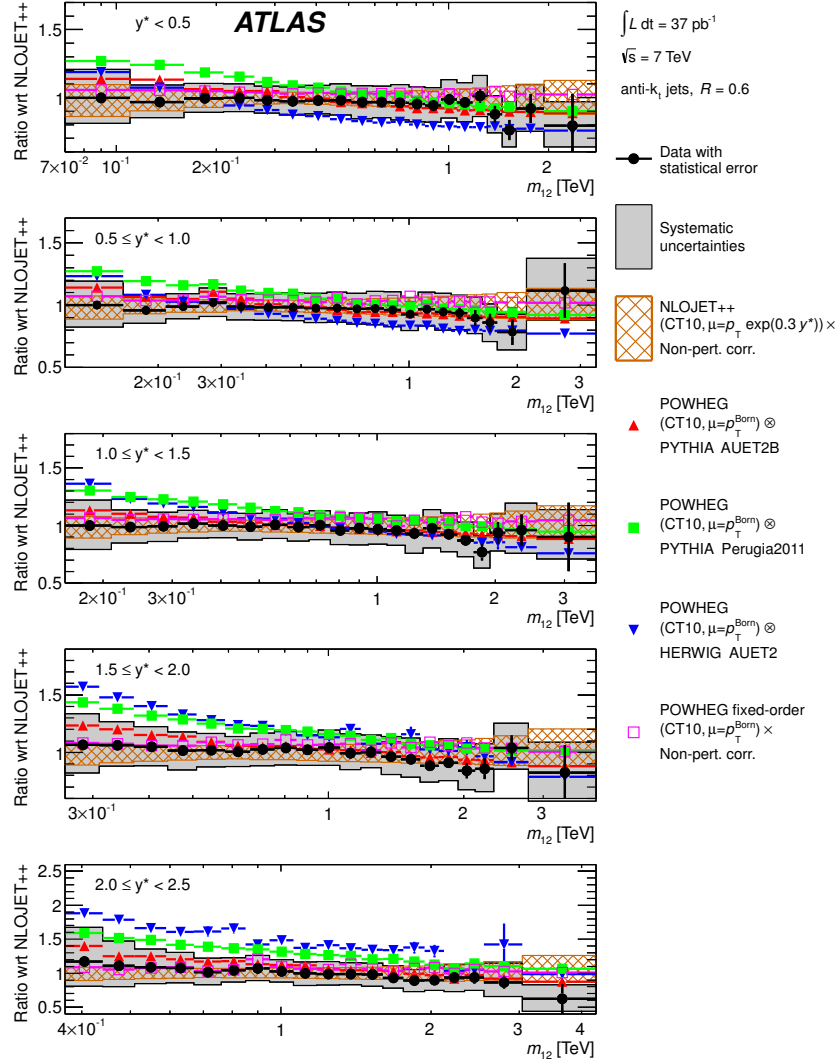 ATLAS
y* < 0.5
Ratio wrt NLOJET++
1.5
1
7×10⁻² 10⁻¹ 2×10⁻¹ 1 2
m₁₂ [TeV]
0.5 ≤ y* < 1.0
Ratio wrt NLOJET++
1.5
1
0.5
2×10⁻¹ 3×10⁻¹ 1 2 3
m₁₂ [TeV]
1.0 ≤ y* < 1.5
Ratio wrt NLOJET++
1.5
1
0.5
2×10⁻¹ 3×10⁻¹ 1 2 3
m₁₂ [TeV]
1.5 ≤ y* < 2.0
Ratio wrt NLOJET++
1.5
1
3×10⁻¹ 1 2 3
m₁₂ [TeV]
2.0 ≤ y* < 2.5
Ratio wrt NLOJET++
2.5
2
1.5
1
0.5
4×10⁻¹ 1 2 3 4
m₁₂ [TeV]
∫ L dt = 37 pb⁻¹
√s = 7 TeV
anti-kₜ jets, R = 0.6
Data with
statistical error
Systematic
uncertainties
NLOJET++
(CT10, μ=p_T exp(0.3 y*)) ×
Non-pert. corr.
POWHEG
(CT10, μ=p_T^Born) ⊗
PYTHIA AUET2B
POWHEG
(CT10, μ=p_T^Born) ⊗
PYTHIA Perugia2011
POWHEG
(CT10, μ=p_T^Born) ⊗
HERWIG AUET2
POWHEG fixed-order
(CT10, μ=p_T^Born) ×
Non-pert. corr.